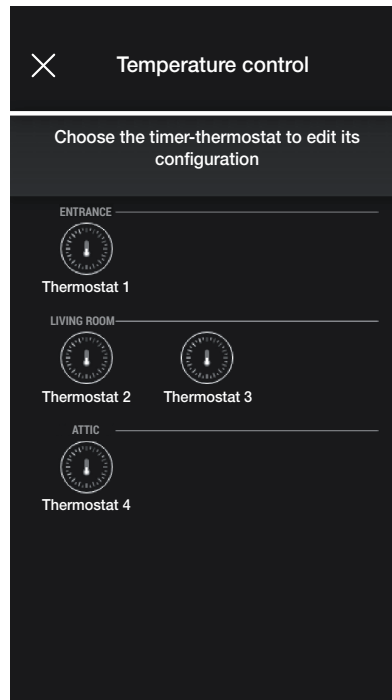 Temperature control
Choose the timer-thermostat to edit its
configuration
ENTRANCE
Thermostat 1
LIVING ROOM
Thermostat 2 Thermostat 3
ATTIC
Thermostat 4